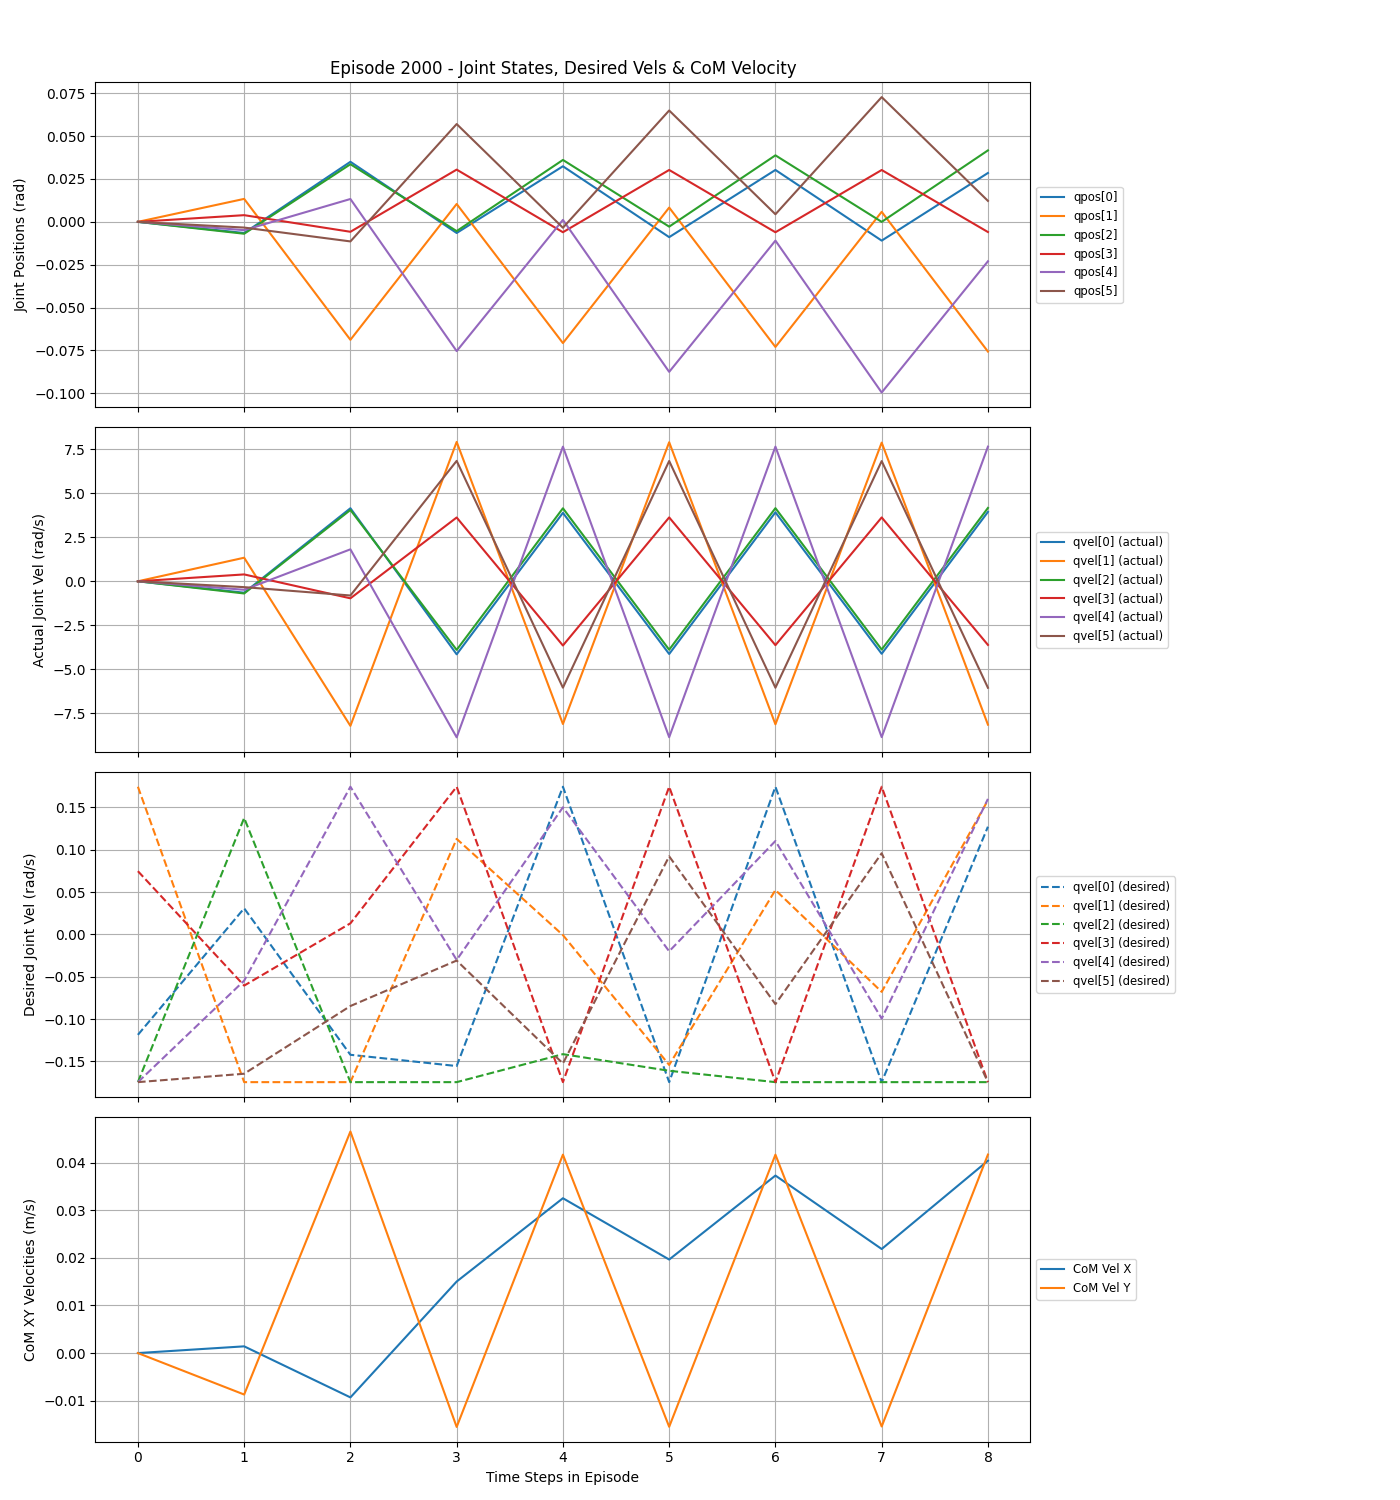 Episode 2000 - Joint States, Desired Vels & CoM Velocity
Joint Positions (rad)
0.075
0.050
0.025
0.000
−0.025
−0.050
−0.075
−0.100
qpos[0]
qpos[1]
qpos[2]
qpos[3]
qpos[4]
qpos[5]
Actual Joint Vel (rad/s)
7.5
5.0
2.5
0.0
−2.5
−5.0
−7.5
qvel[0] (actual)
qvel[1] (actual)
qvel[2] (actual)
qvel[3] (actual)
qvel[4] (actual)
qvel[5] (actual)
Desired Joint Vel (rad/s)
0.15
0.10
0.05
0.00
−0.05
−0.10
−0.15
qvel[0] (desired)
qvel[1] (desired)
qvel[2] (desired)
qvel[3] (desired)
qvel[4] (desired)
qvel[5] (desired)
CoM XY Velocities (m/s)
0.04
0.03
0.02
0.01
0.00
−0.01
CoM Vel X
CoM Vel Y
0 1 2 3 4 5 6 7 8
Time Steps in Episode